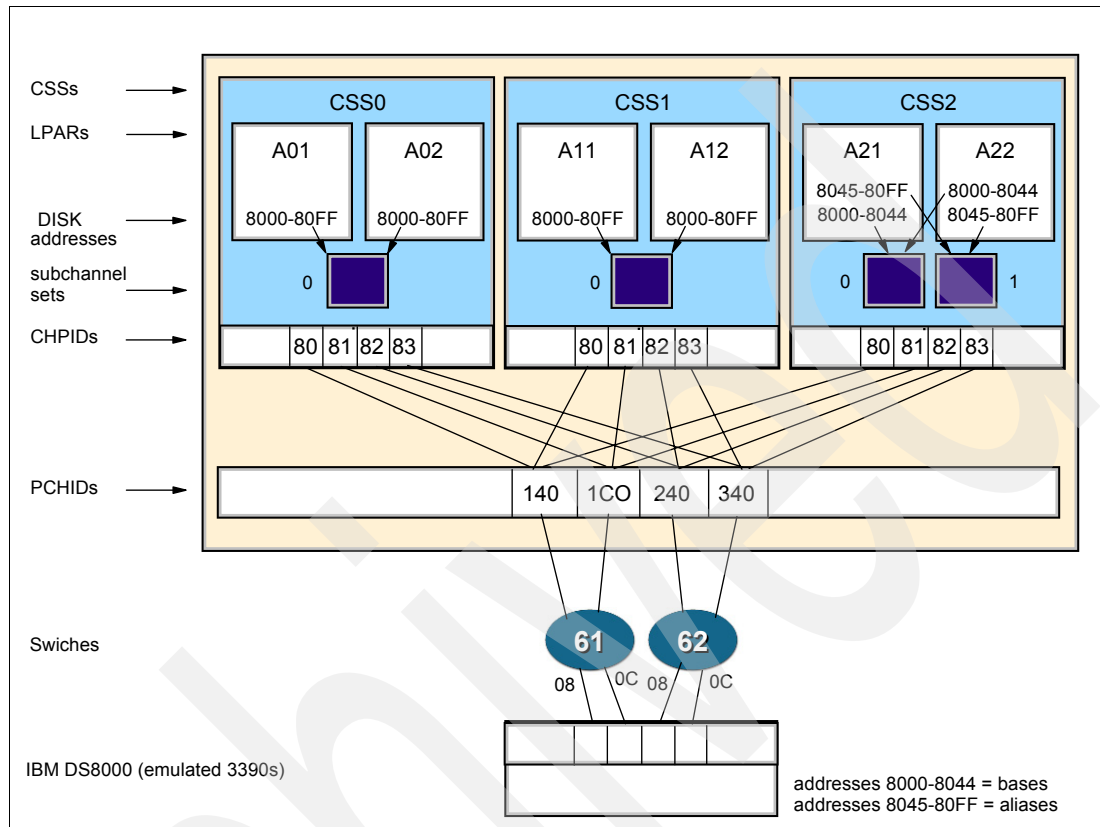 CSSs
CSS0
CSS1
CSS2
LPARs
A01
A02
A11
A12
A21
A22
DISK
addresses
8000-80FF
8000-80FF
8000-80FF
8000-80FF
8045-80FF
8000-8044
8000-8044
8045-80FF
subchannel
sets
0
0
0
1
CHPIDs
80 81 82 83
80 81 82 83
80 81 82 83
PCHIDs
140 1CO 240 340
Swiches
61
62
08
0C
08
0C
IBM DS8000 (emulated 3390s)
addresses 8000-8044 = bases
addresses 8045-80FF = aliases